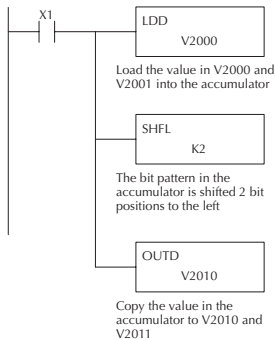 X1
LDD
V2000
Load the value in V2000 and
V2001 into the accumulator
SHFL
K2
The bit pattern in the
accumulator is shifted 2 bit
positions to the left
OUTD
V2010
Copy the value in the
accumulator to V2010 and
V2011